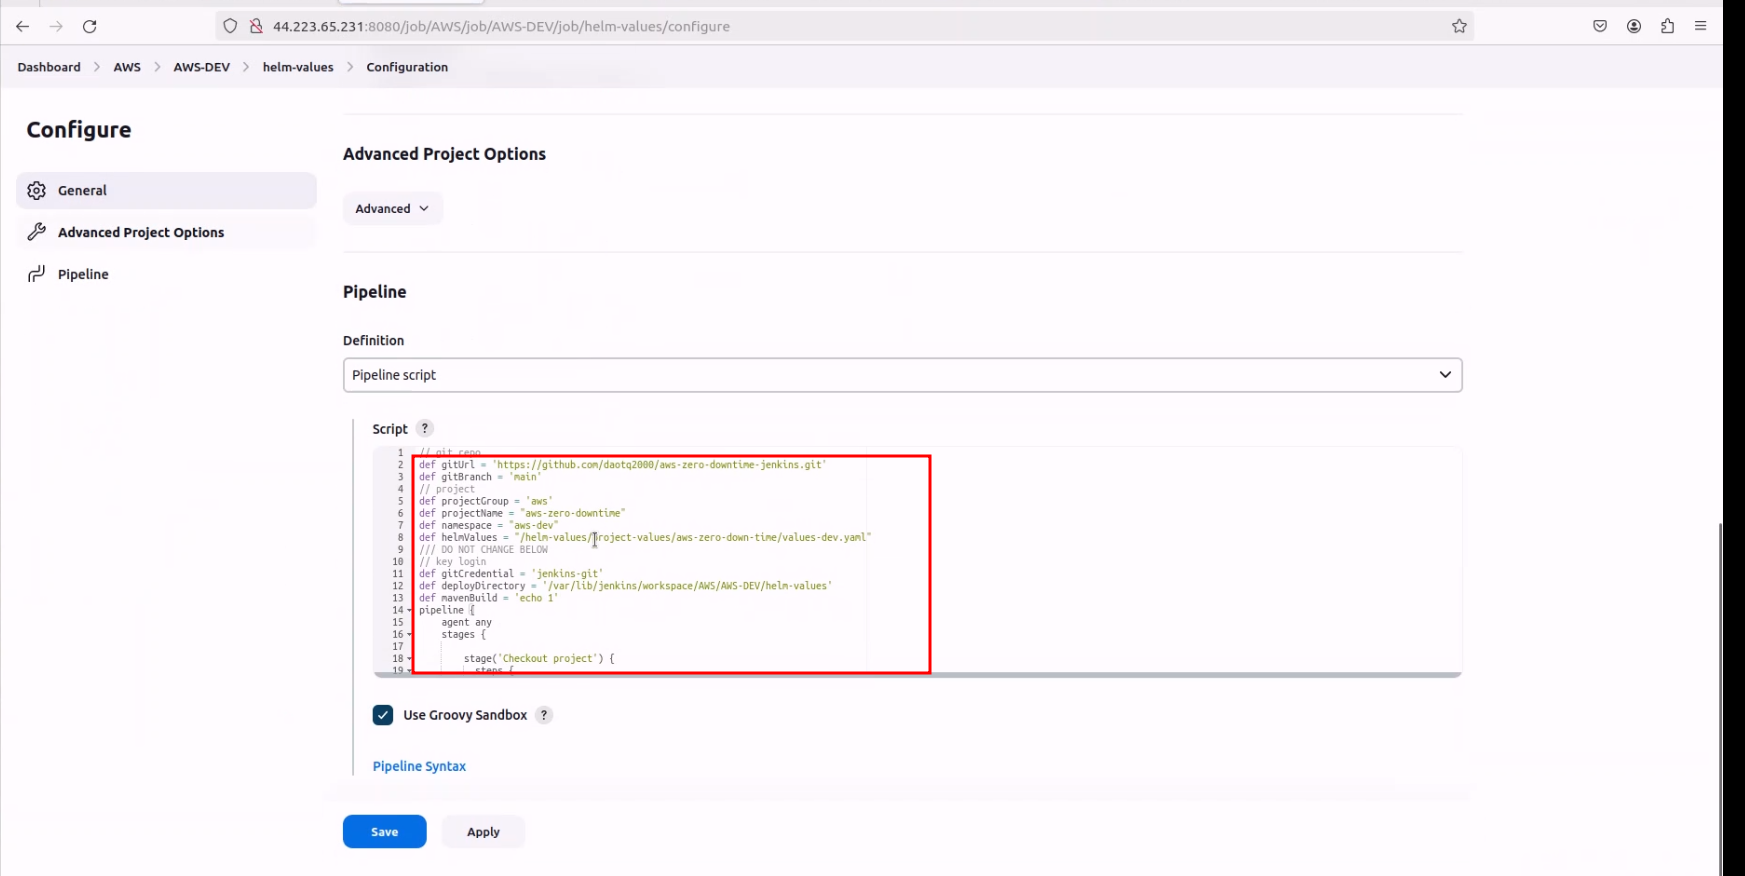 44.223.65.231:8080/job/AWS/job/AWS-DEV/job/helm-values/configure
Dashboard > AWS > AWS-DEV > helm-values > Configuration
Configure
General
Advanced Project Options
Pipeline
Advanced Project Options
Advanced
Pipeline
Definition
Pipeline script
Script ?
1 // git repo
2 def gitUrl = 'https://github.com/daotq2000/aws-zero-downtime-jenkins.git'
3 def gitBranch = 'main'
4 // project
5 def projectGroup = 'aws'
6 def projectName = "aws-zero-downtime"
7 def namespace = "aws-dev"
8 def helmValues = "/helm-values/project-values/aws-zero-down-time/values-dev.yaml"
9 /// DO NOT CHANGE BELOW
10 // key login
11 def gitCredential = 'jenkins-git'
12 def deployDirectory = '/var/lib/jenkins/workspace/AWS/AWS-DEV/helm-values'
13 def mavenBuild = 'echo 1'
14 pipeline {
15 agent any
16 stages {
17
18 stage('Checkout project') {
19 steps {
Use Groovy Sandbox ?
Pipeline Syntax
Save
Apply